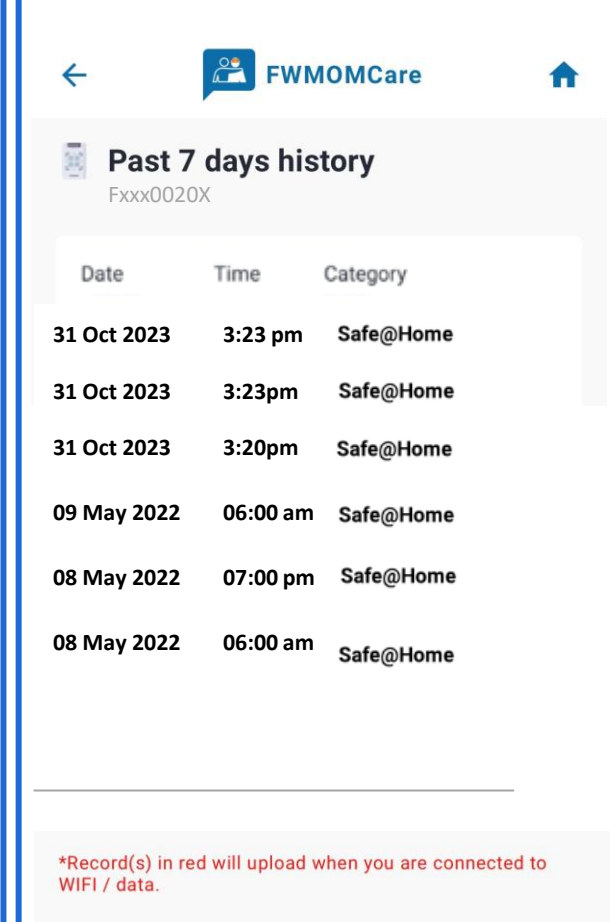 FWMOMCare
Past 7 days history
Fxxx0020X
Date Time Category
31 Oct 2023 3:23 pm Safe@Home
31 Oct 2023 3:23pm Safe@Home
31 Oct 2023 3:20pm Safe@Home
09 May 2022 06:00 am Safe@Home
08 May 2022 07:00 pm Safe@Home
08 May 2022 06:00 am Safe@Home
*Record(s) in red will upload when you are connected to
WIFI / data.